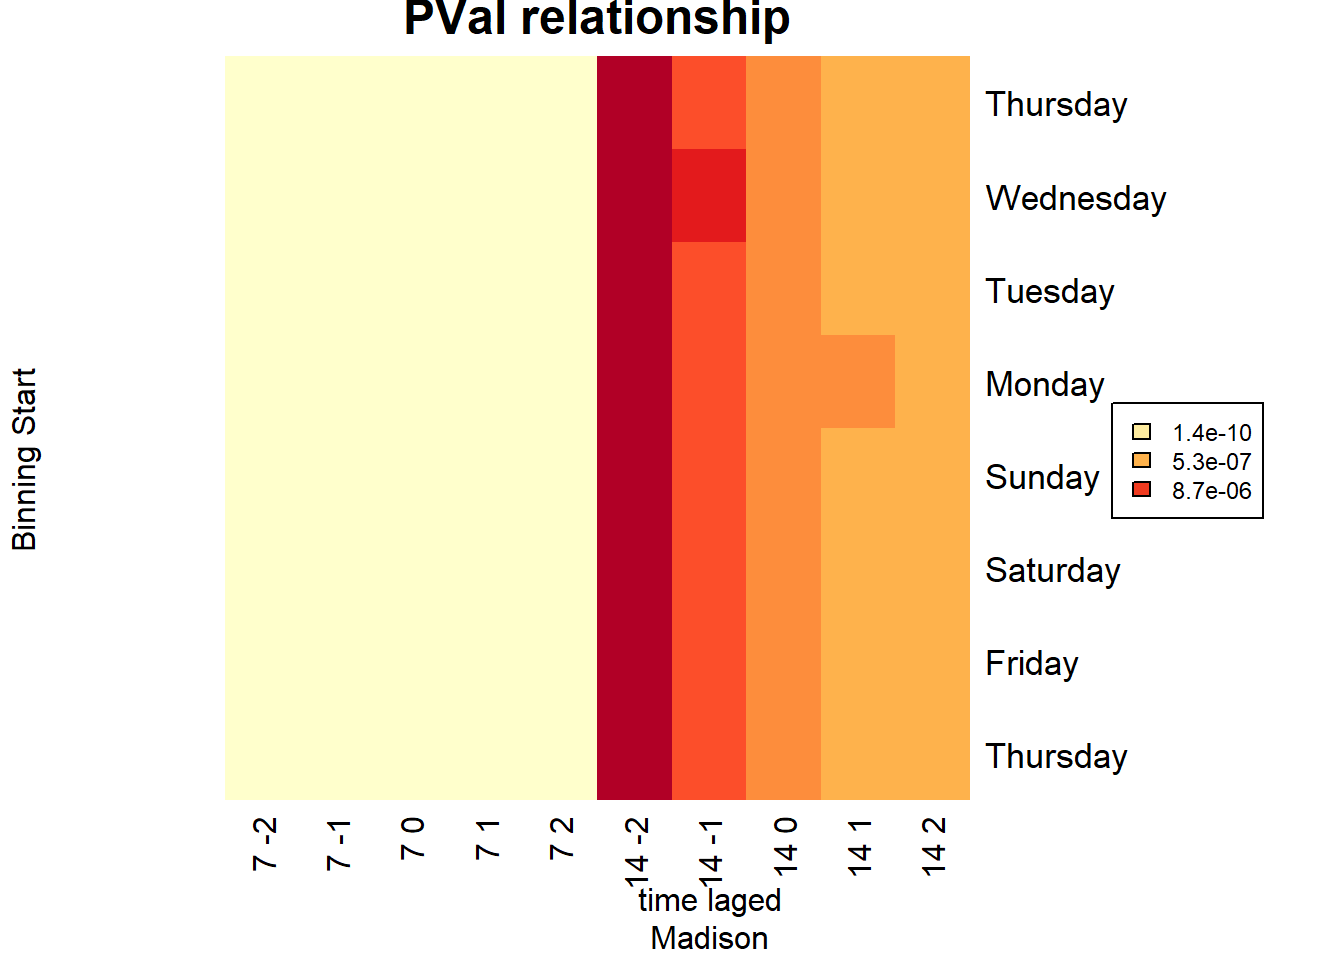 PVal relationship
Thursday
Wednesday
Tuesday
Monday
Sunday
Saturday
Friday
Thursday
Binning Start
1.4e-10
5.3e-07
8.7e-06
7 -2
7 -1
7 0
7 1
7 2
14 -2
14 -1
14 0
14 1
14 2
time laged
Madison